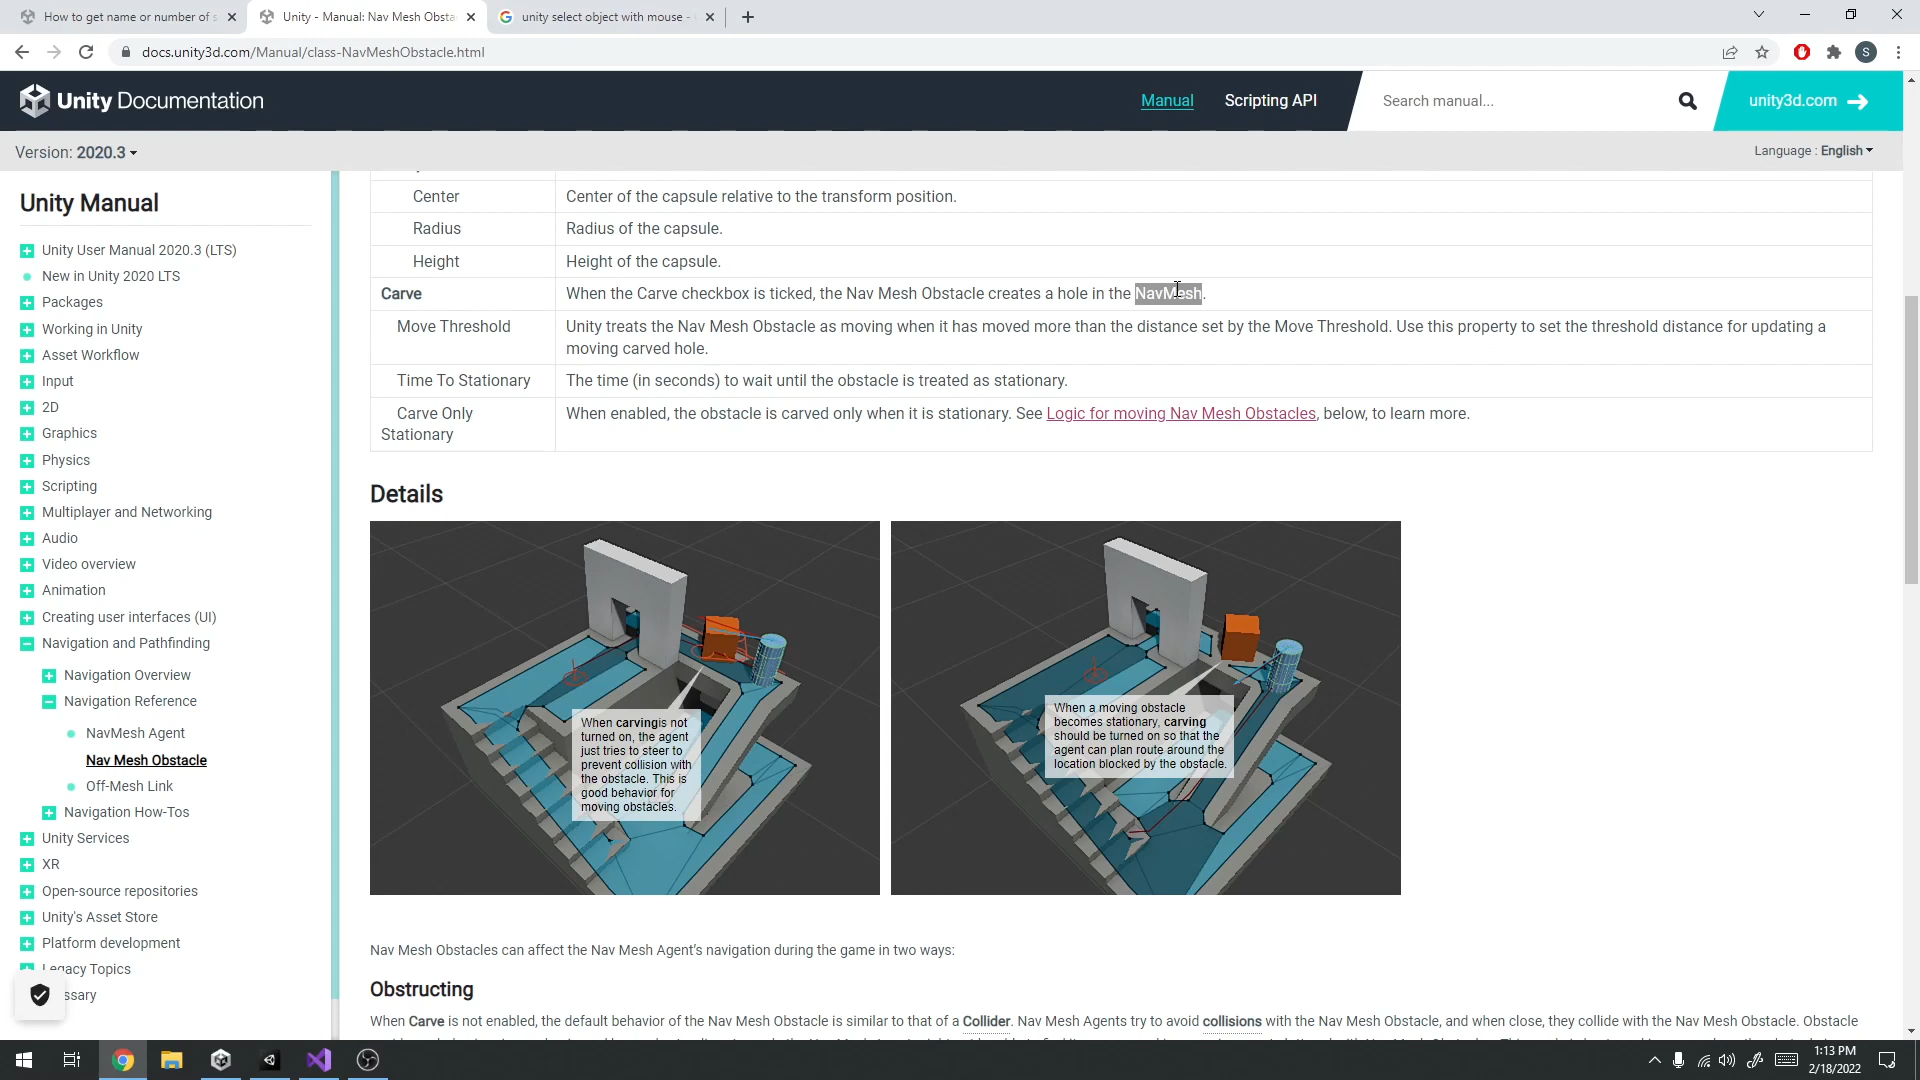 How to get name or number of s
Unity - Manual: Nav Mesh Obsta
unity select object with mouse -
docs.unity3d.com/Manual/class-NavMeshObstacle.html
S
Unity Documentation
Manual
Scripting API
Search manual...
unity3d.com
Version: 2020.3
Language : English
Unity Manual
Unity User Manual 2020.3 (LTS)
New in Unity 2020 LTS
Packages
Working in Unity
Asset Workflow
Input
2D
Graphics
Physics
Scripting
Multiplayer and Networking
Audio
Video overview
Animation
Creating user interfaces (UI)
Navigation and Pathfinding
Navigation Overview
Navigation Reference
NavMesh Agent
Nav Mesh Obstacle
Off-Mesh Link
Navigation How-Tos
Unity Services
XR
Open-source repositories
Unity's Asset Store
Platform development
Legacy Topics
ssary
Center
Center of the capsule relative to the transform position.
Radius
Radius of the capsule.
Height
Height of the capsule.
Carve
When the Carve checkbox is ticked, the Nav Mesh Obstacle creates a hole in the NavMesh.
Move Threshold
Unity treats the Nav Mesh Obstacle as moving when it has moved more than the distance set by the Move Threshold. Use this property to set the threshold distance for updating a
moving carved hole.
Time To Stationary
The time (in seconds) to wait until the obstacle is treated as stationary.
Carve Only
Stationary
When enabled, the obstacle is carved only when it is stationary. See Logic for moving Nav Mesh Obstacles, below, to learn more.
Details
When carvingis not
turned on, the agent
just tries to steer to
prevent collision with
the obstacle. This is
good behavior for
moving obstacles.
When a moving obstacle
becomes stationary, carving
should be turned on so that the
agent can plan route around the
location blocked by the obstacle.
Nav Mesh Obstacles can affect the Nav Mesh Agent's navigation during the game in two ways:
Obstructing
When Carve is not enabled, the default behavior of the Nav Mesh Obstacle is similar to that of a Collider. Nav Mesh Agents try to avoid collisions with the Nav Mesh Obstacle, and when close, they collide with the Nav Mesh Obstacle. Obstacle
1:13 PM
2/18/2022